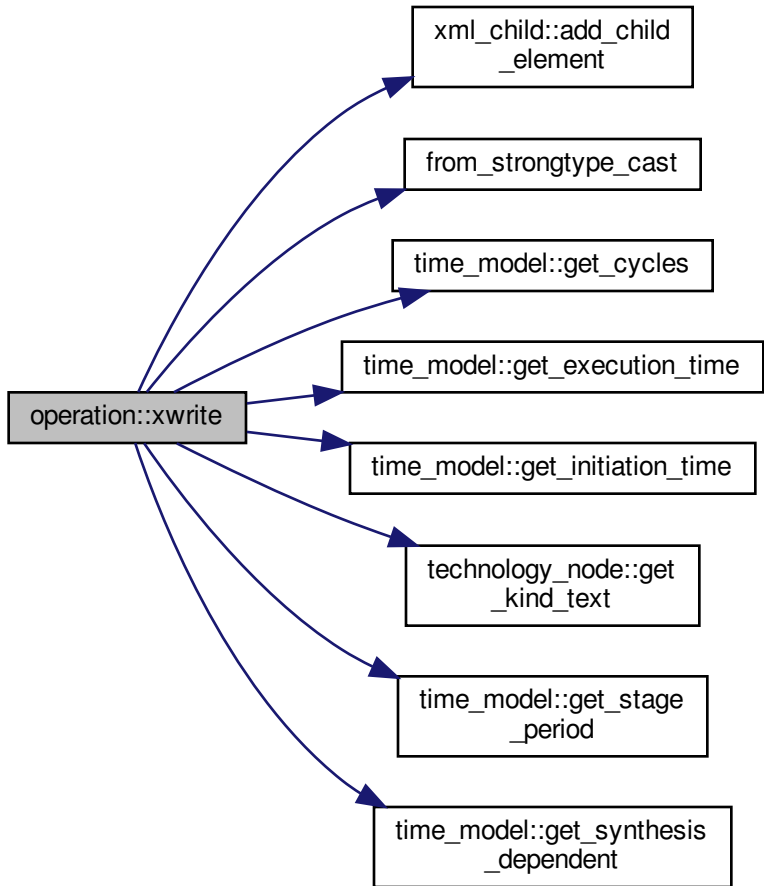 xml_child::add_child
_element
from_strongtype_cast
time_model::get_cycles
time_model::get_execution_time
operation::xwrite
time_model::get_initiation_time
technology_node::get
_kind_text
time_model::get_stage
_period
time_model::get_synthesis
_dependent